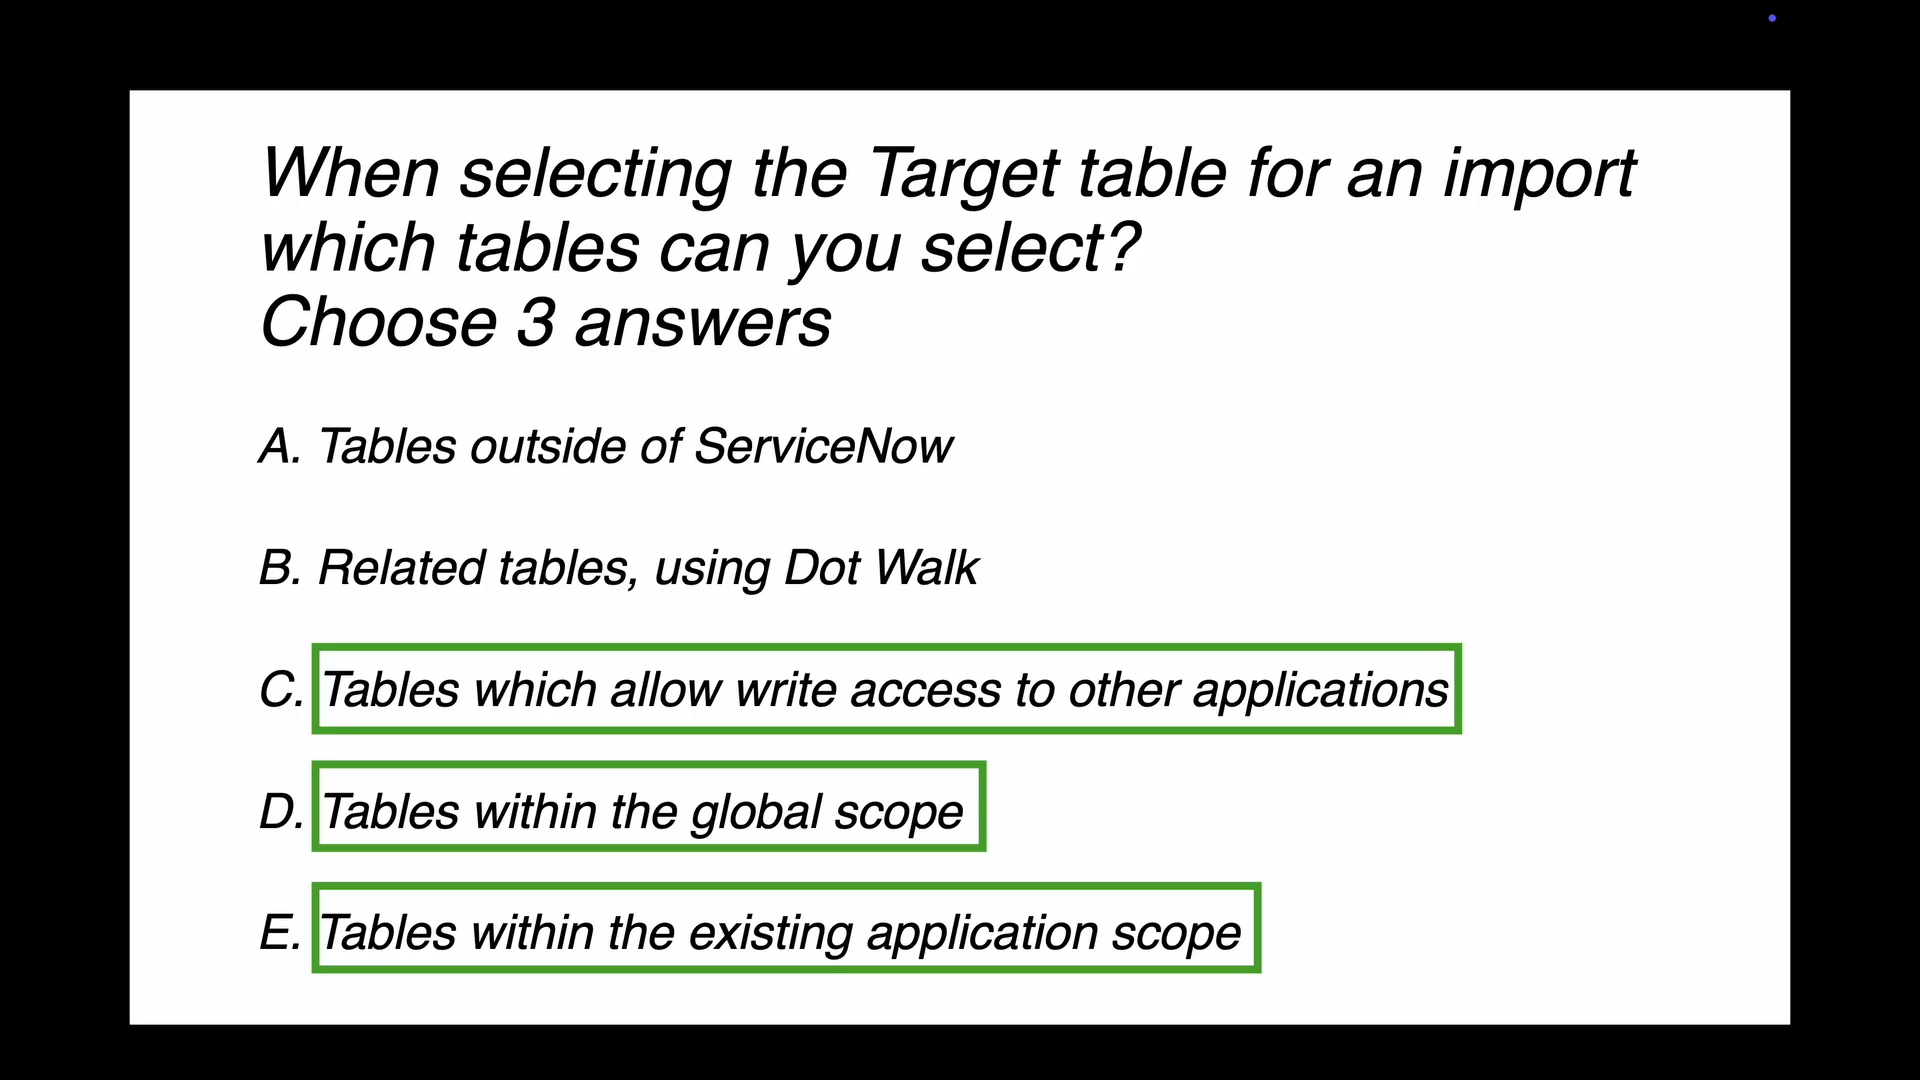 When selecting the Target table for an import
which tables can you select?
Choose 3 answers
A. Tables outside of ServiceNow
B. Related tables, using Dot Walk
C. Tables which allow write access to other applications
D. Tables within the global scope
E. Tables within the existing application scope